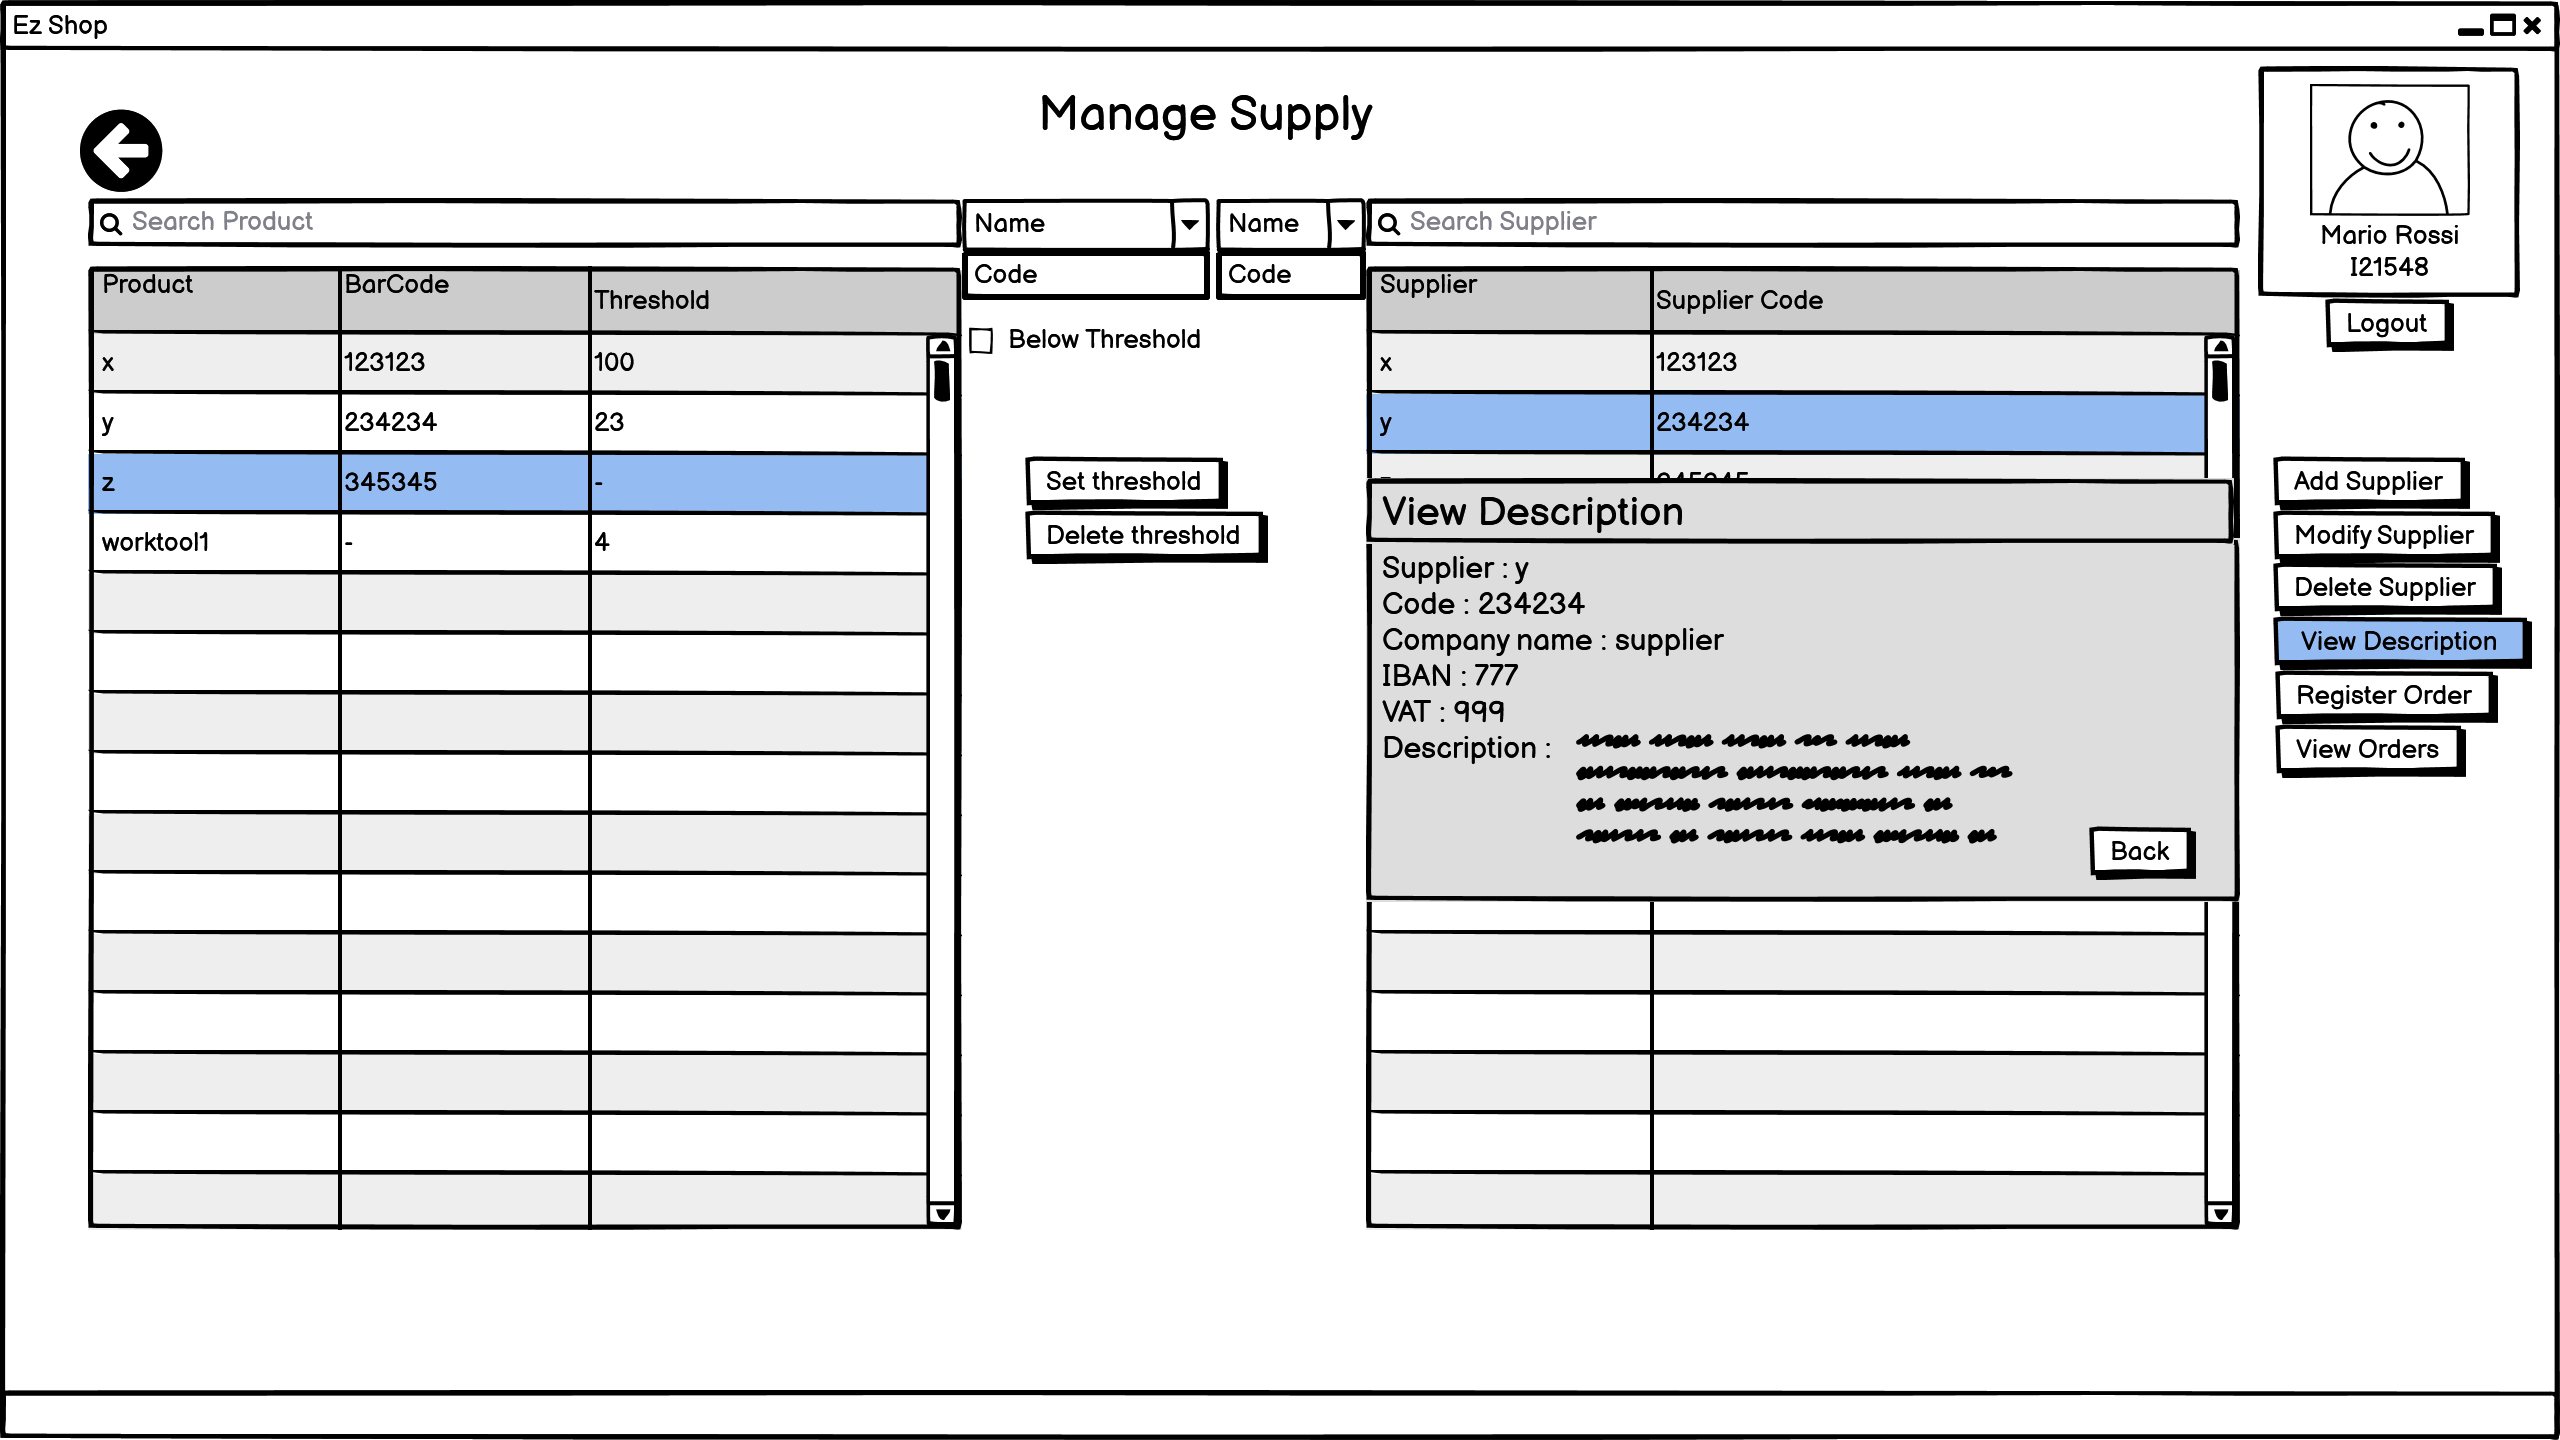 Ez Shop
Manage Supply
Mario Rossi
I21548
Logout
Search Product
Name
Code
Name
Code
Search Supplier
Product BarCode Threshold
x 123123 100
y 234234 23
z 345345 -
worktool1 - 4
Below Threshold
Set threshold
Delete threshold
Supplier Supplier Code
x 123123
y 234234
View Description
Supplier : y
Code : 234234
Company name : supplier
IBAN : 777
VAT : 999
Description :
Back
Add Supplier
Modify Supplier
Delete Supplier
View Description
Register Order
View Orders